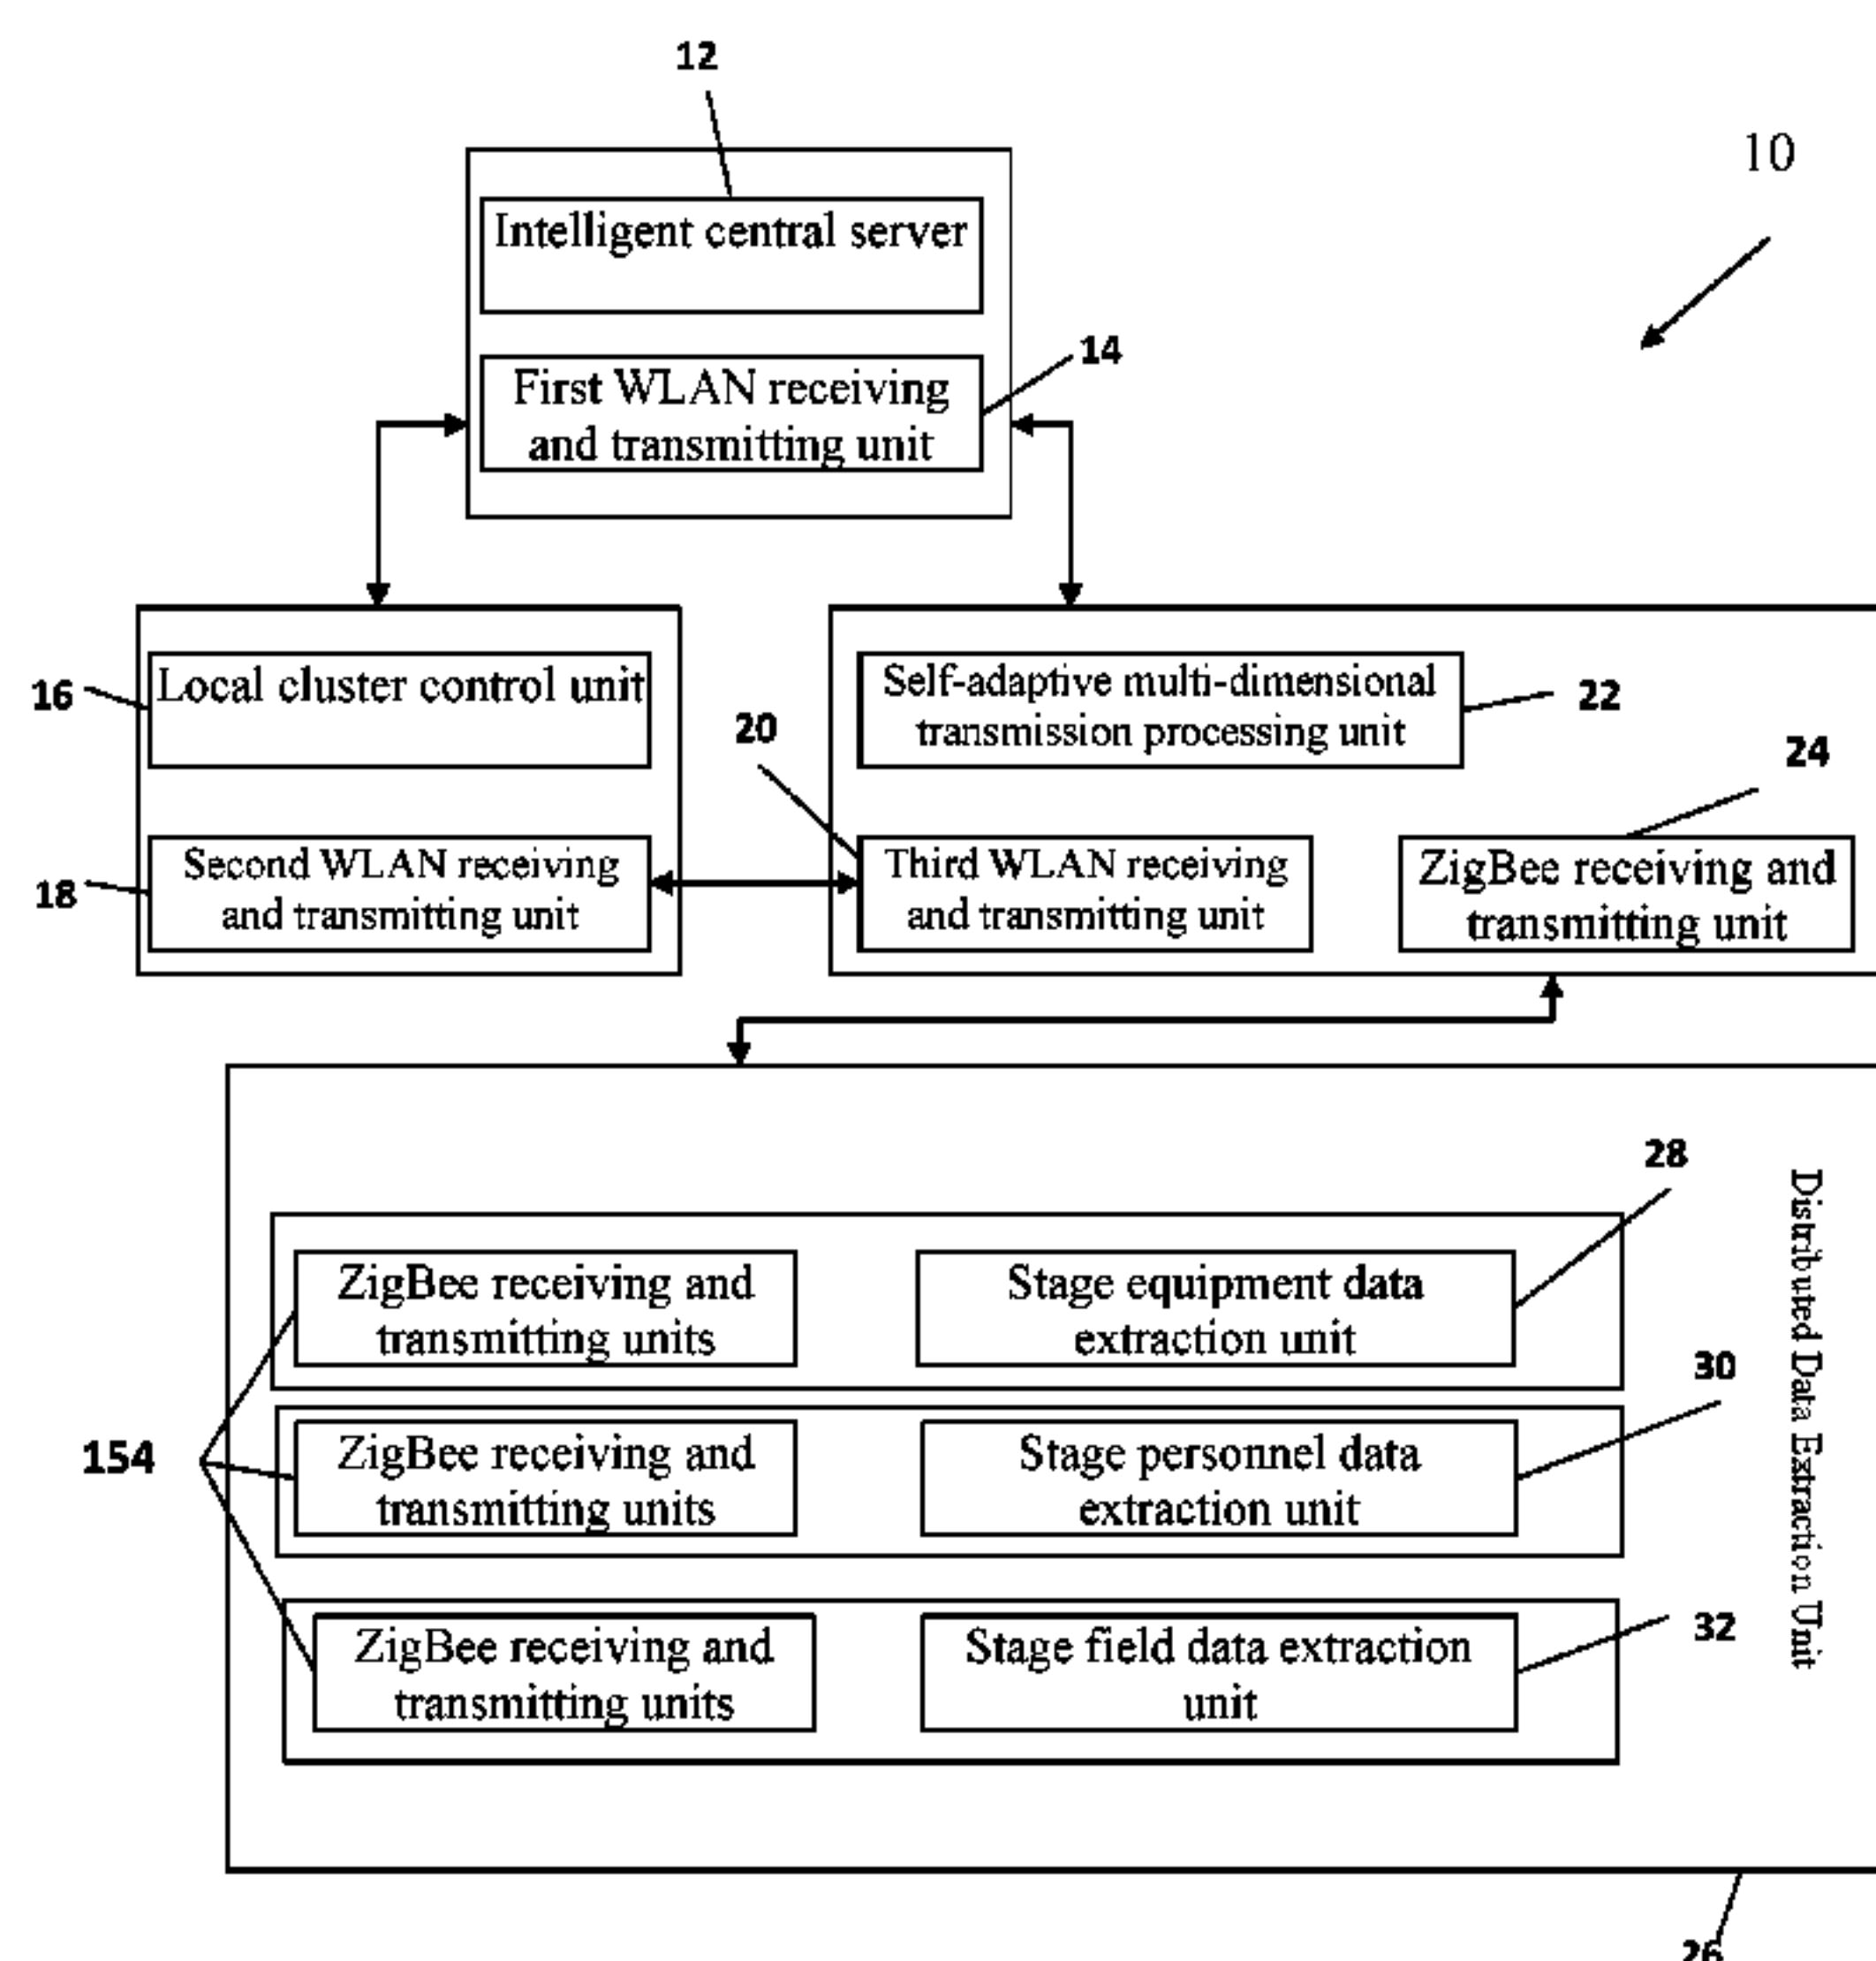 12
10
Intelligent central server
14
First WLAN receiving
and transmitting unit
16
Local cluster control unit
20
Self-adaptive multi-dimensional
transmission processing unit
22
24
18
Second WLAN receiving
and transmitting unit
Third WLAN receiving
and transmitting unit
ZigBee receiving and
transmitting unit
28
ZigBee receiving and
transmitting units
Stage equipment data
extraction unit
30
154
ZigBee receiving and
transmitting units
Stage personnel data
extraction unit
32
ZigBee receiving and
transmitting units
Stage field data extraction
unit
Distributed Data Extraction Unit
26